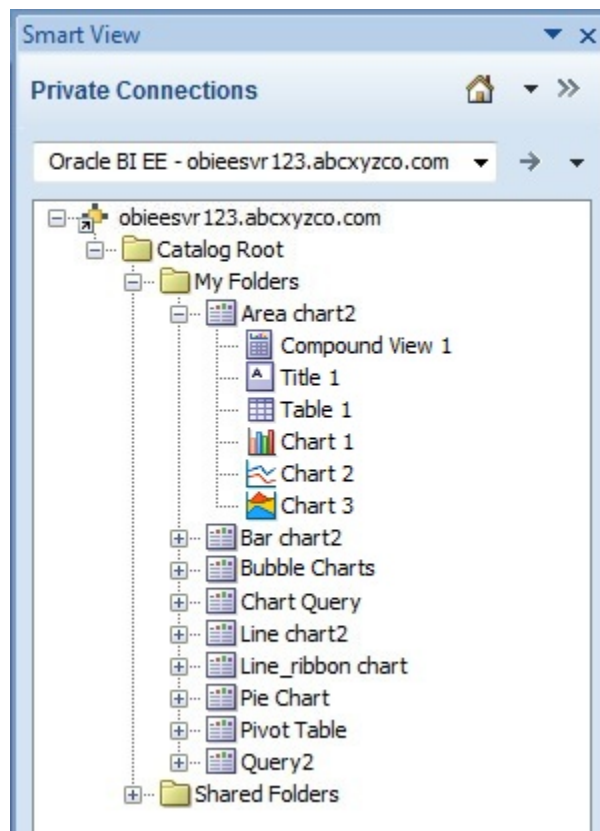 Smart View
Private Connections
Oracle BI EE - obieesvr123.abcxyzco.com
obieesvr123.abcxyzco.com
Catalog Root
My Folders
Area chart2
Compound View 1
Title 1
Table 1
Chart 1
Chart 2
Chart 3
Bar chart2
Bubble Charts
Chart Query
Line chart2
Line_ribbon chart
Pie Chart
Pivot Table
Query2
Shared Folders